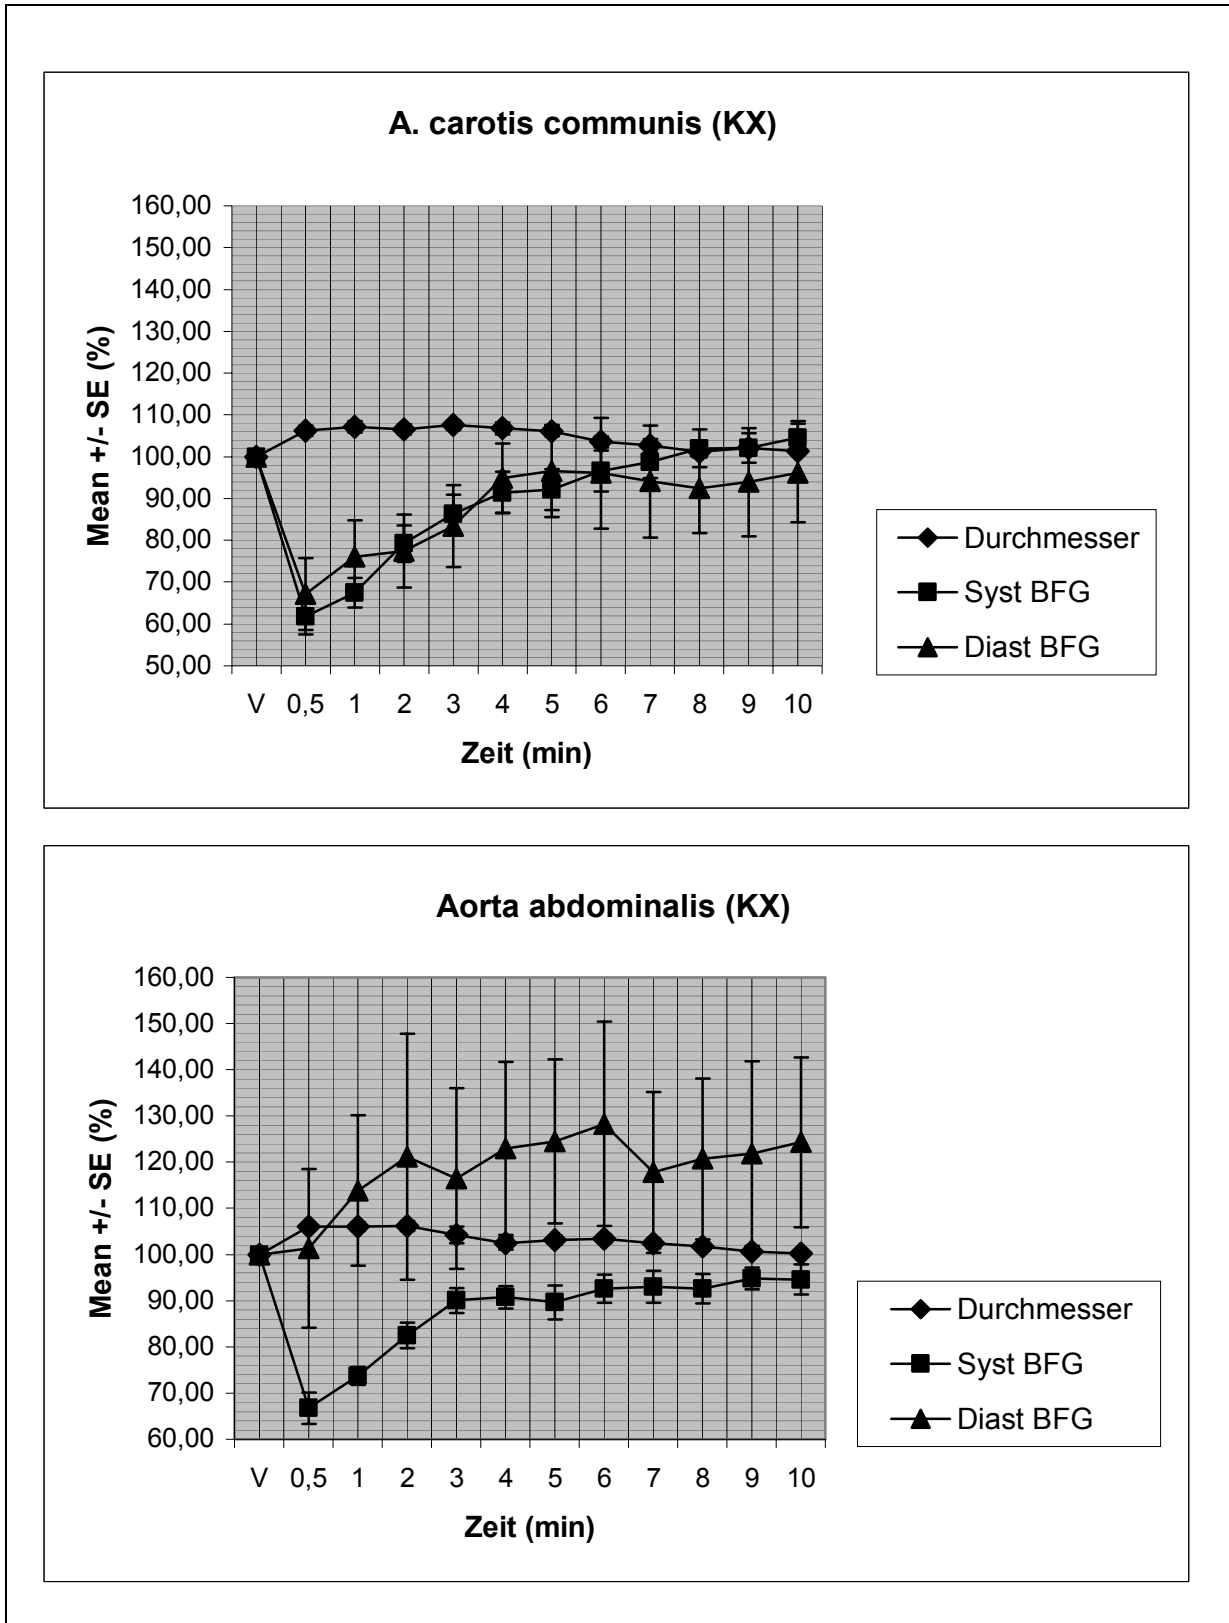 A. carotis communis (KX)
160,00
150,00
140,00
130,00
120,00
110,00
100,00
90,00
80,00
70,00
60,00
50,00
Mean +/- SE (%)
V 0,5 1 2 3 4 5 6 7 8 9 10
Zeit (min)
Durchmesser
Syst BFG
Diast BFG
Aorta abdominalis (KX)
160,00
150,00
140,00
130,00
120,00
110,00
100,00
90,00
80,00
70,00
60,00
Mean +/- SE (%)
V 0,5 1 2 3 4 5 6 7 8 9 10
Zeit (min)
Durchmesser
Syst BFG
Diast BFG